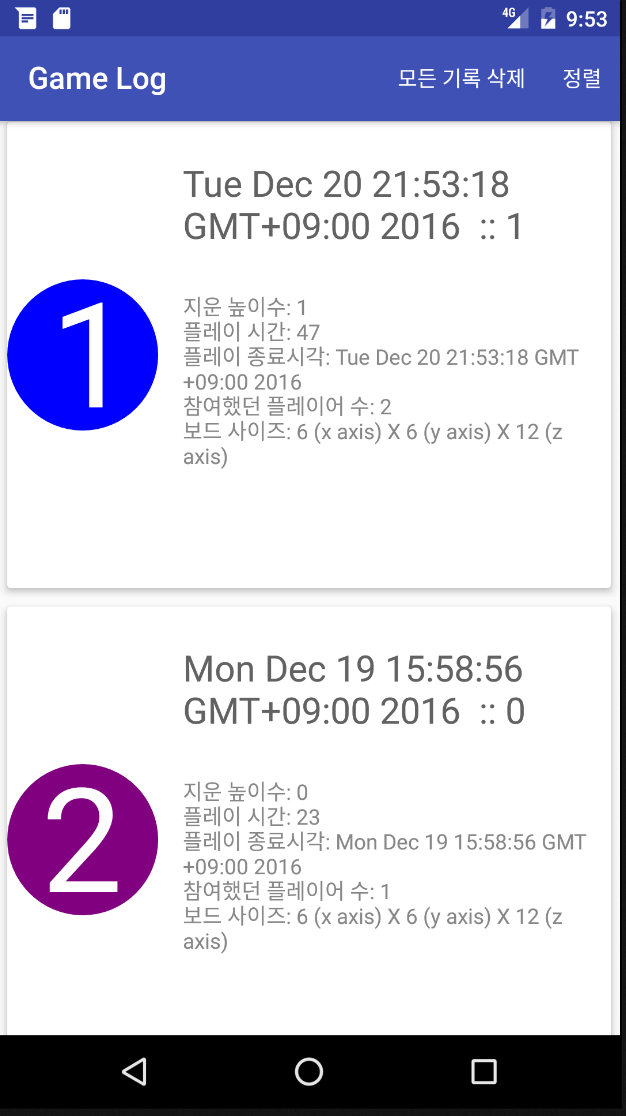 4G 9:53
Game Log 모든 기록 삭제 정렬
Tue Dec 20 21:53:18
GMT+09:00 2016 :: 1
1
지운 높이수: 1
플레이 시간: 47
플레이 종료시각: Tue Dec 20 21:53:18 GMT
+09:00 2016
참여했던 플레이어 수: 2
보드 사이즈: 6 (x axis) X 6 (y axis) X 12 (z
axis)
Mon Dec 19 15:58:56
GMT+09:00 2016 :: 0
2
지운 높이수: 0
플레이 시간: 23
플레이 종료시각: Mon Dec 19 15:58:56 GMT
+09:00 2016
참여했던 플레이어 수: 1
보드 사이즈: 6 (x axis) X 6 (y axis) X 12 (z
axis)